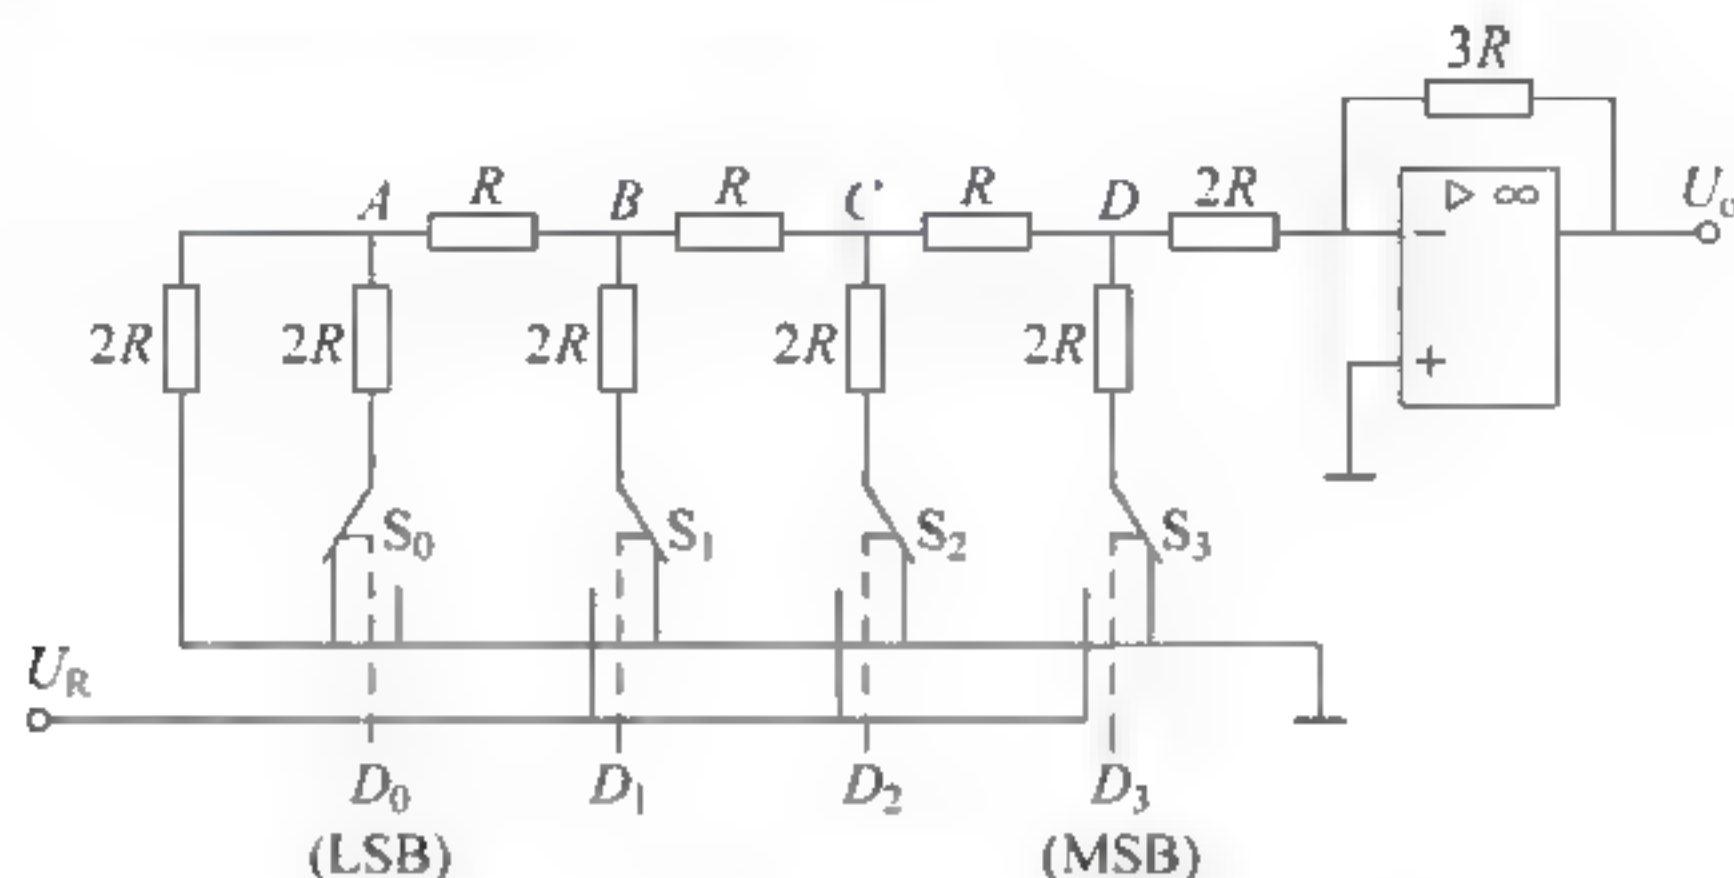 3R
A R B R C R D 2R
▷ ∞
U₀
−
2R 2R 2R 2R 2R
+
S₀ S₁ S₂ S₃
U_R
D₀ D₁ D₂ D₃
(LSB) (MSB)